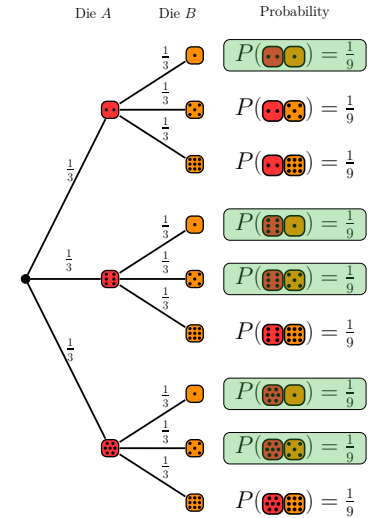 Die A Die B Probability
1/3 P( ) = 1/9
1/3 P( ) = 1/9
1/3 P( ) = 1/9
1/3
1/3 P( ) = 1/9
1/3 1/3 P( ) = 1/9
1/3 P( ) = 1/9
1/3
1/3 P( ) = 1/9
1/3 P( ) = 1/9
1/3 P( ) = 1/9